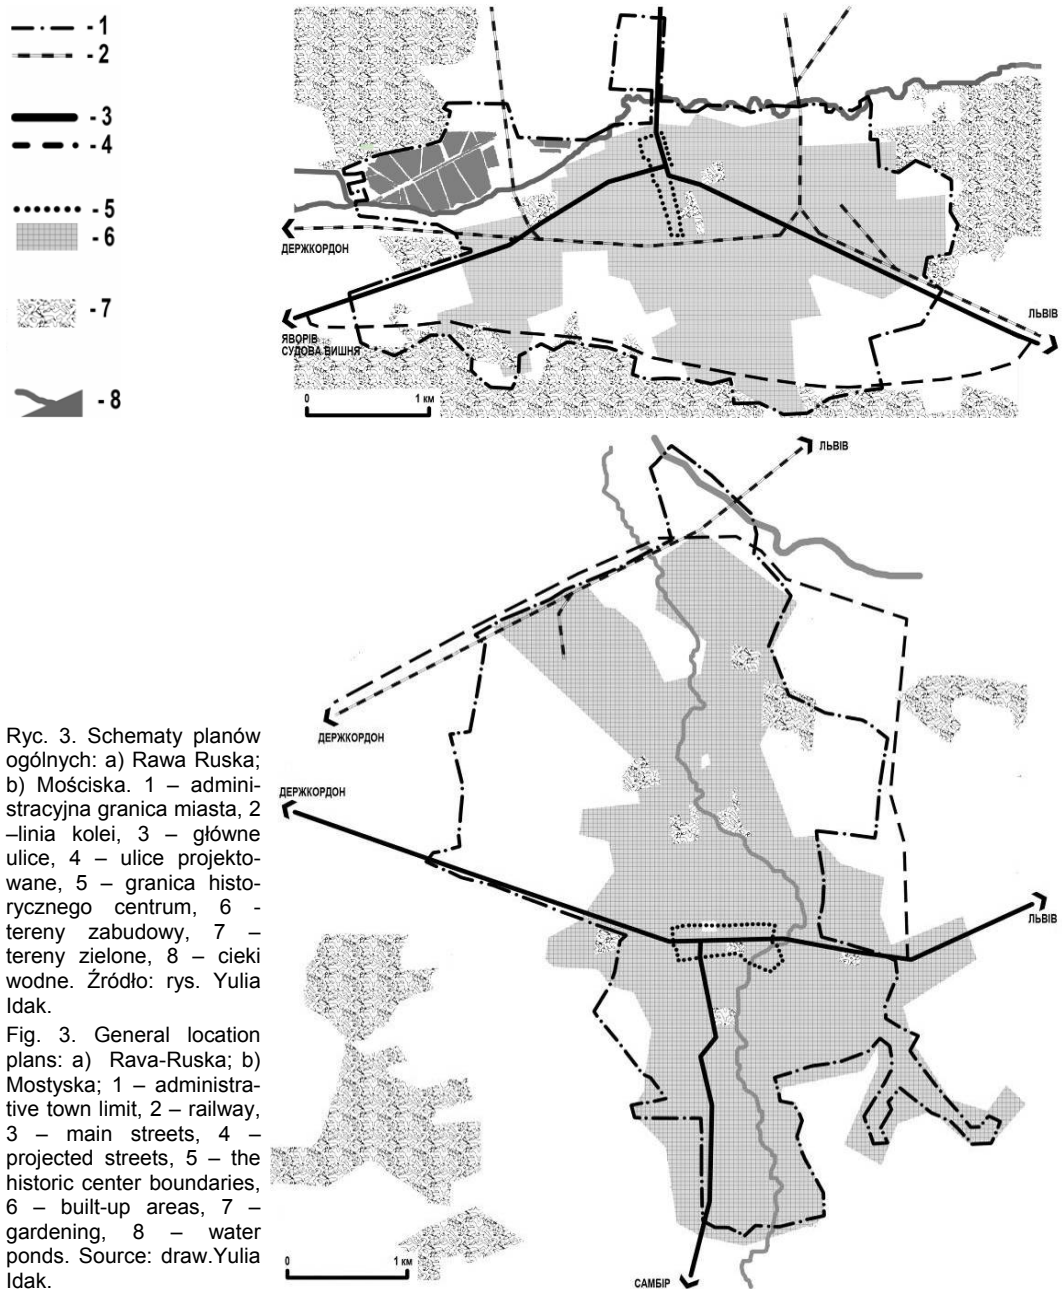 - 1
- 2
- 3
- 4
- 5
- 6
- 7
- 8
ДЕРЖКОРДОН
ЯВОРІВ
СУДОВА ВИШНЯ
ЛЬВІВ
0 1 км
ЛЬВІВ
ДЕРЖКОРДОН
ДЕРЖКОРДОН
ЛЬВІВ
САМБІР
0 1 км
Ryc. 3. Schematy planów
ogólnych: a) Rawa Ruska;
b) Mościska. 1 – admini-
stracyjna granica miasta, 2
–linia kolei, 3 – główne
ulice, 4 – ulice projekto-
wane, 5 – granica histo-
rycznego centrum, 6 -
tereny zabudowy, 7 –
tereny zielone, 8 – cieki
wodne. Źródło: rys. Yulia
Idak.
Fig. 3. General location
plans: a) Rava-Ruska; b)
Mostyska; 1 – administra-
tive town limit, 2 – railway,
3 – main streets, 4 –
projected streets, 5 – the
historic center boundaries,
6 – built-up areas, 7 –
gardening, 8 – water
ponds. Source: draw.Yulia
Idak.